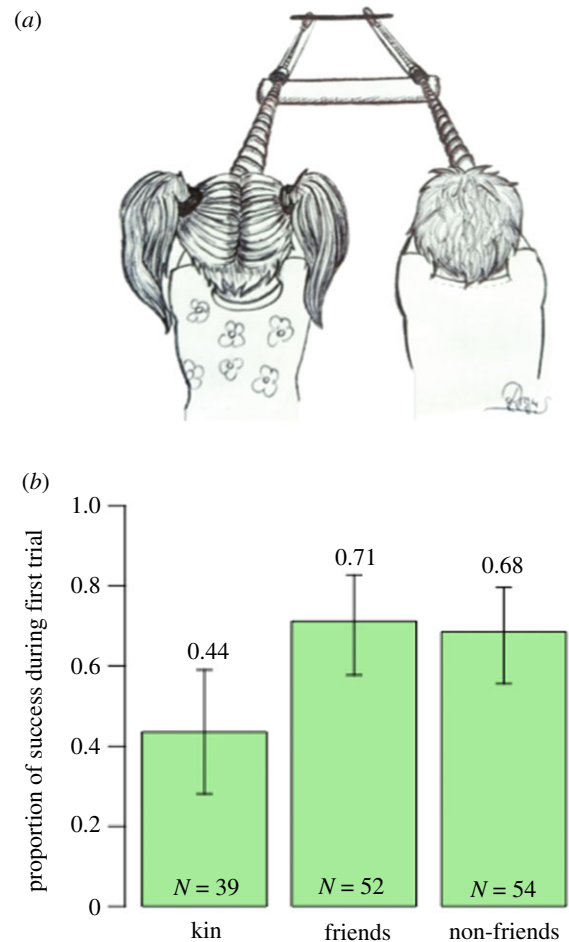 (a)
(b)
proportion of success during first trial
1.0
0.8
0.6
0.4
0.2
0
0.44
0.71
0.68
N = 39
N = 52
N = 54
kin
friends
non-friends